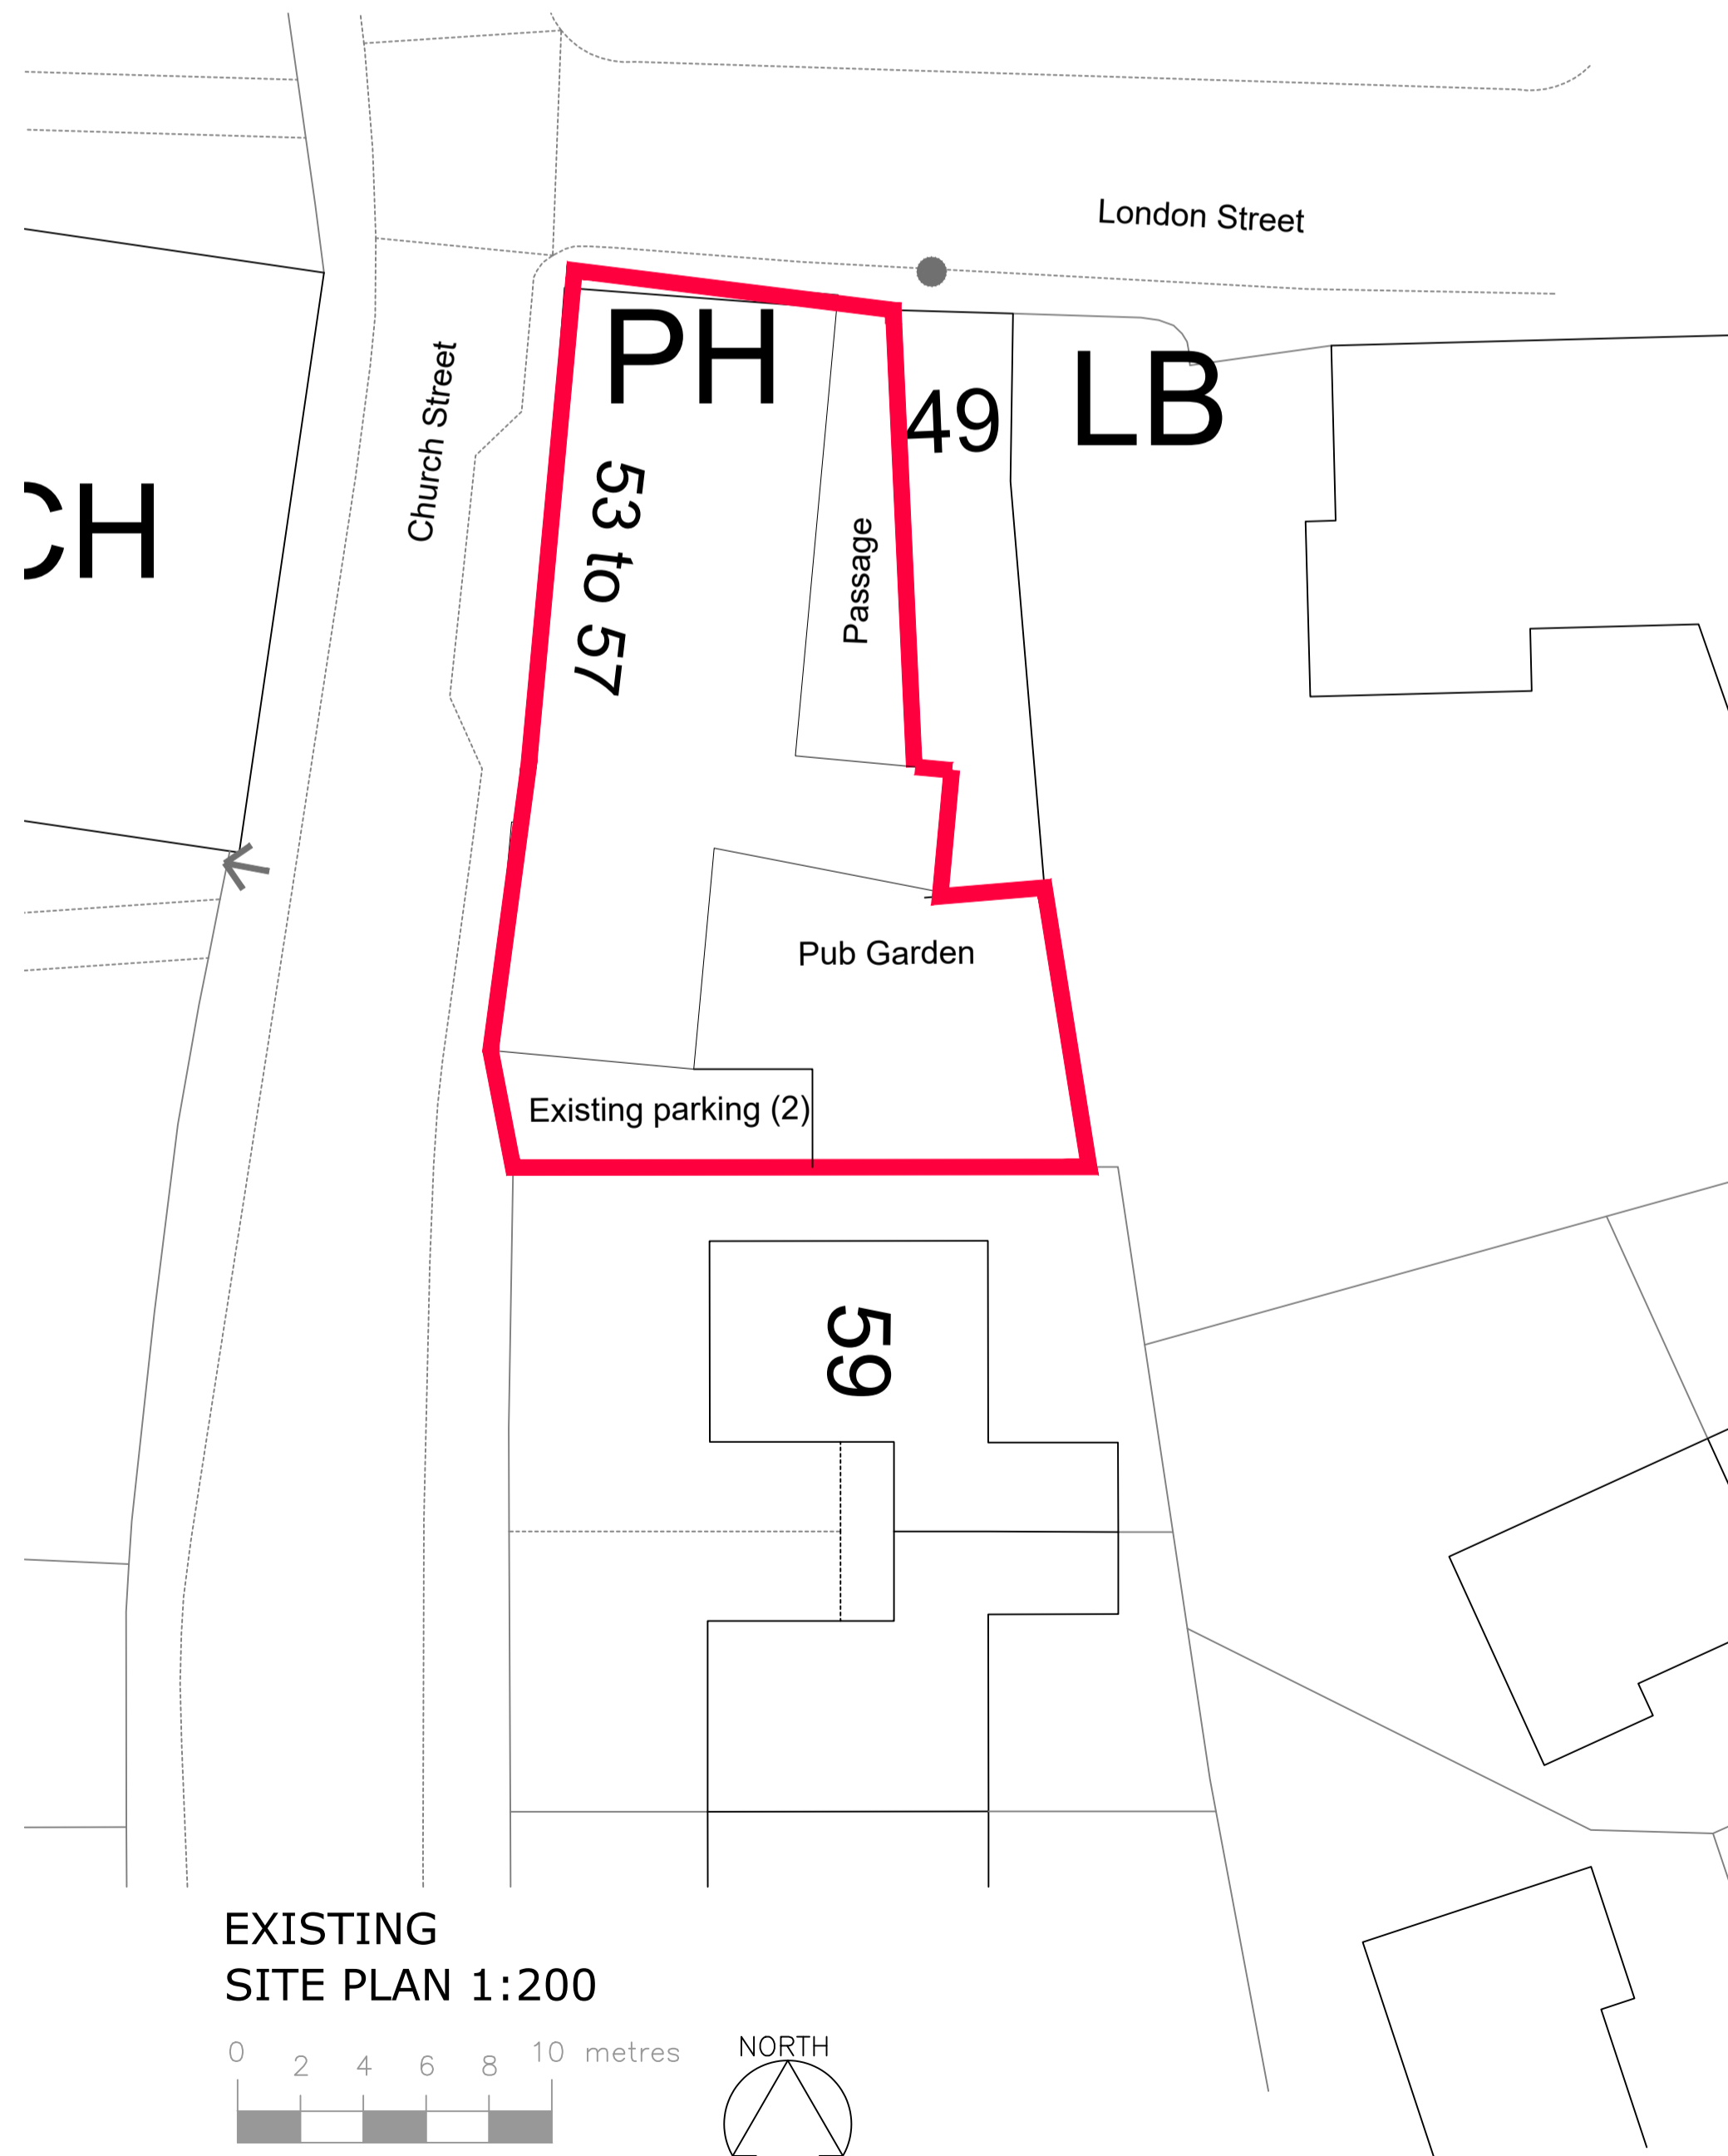 London Street
PH
49
LB
Church Street
53 to 57
CH
Passage
Pub Garden
Existing parking (2)
59
EXISTING
SITE PLAN 1:200
0 2 4 6 8 10 metres
NORTH